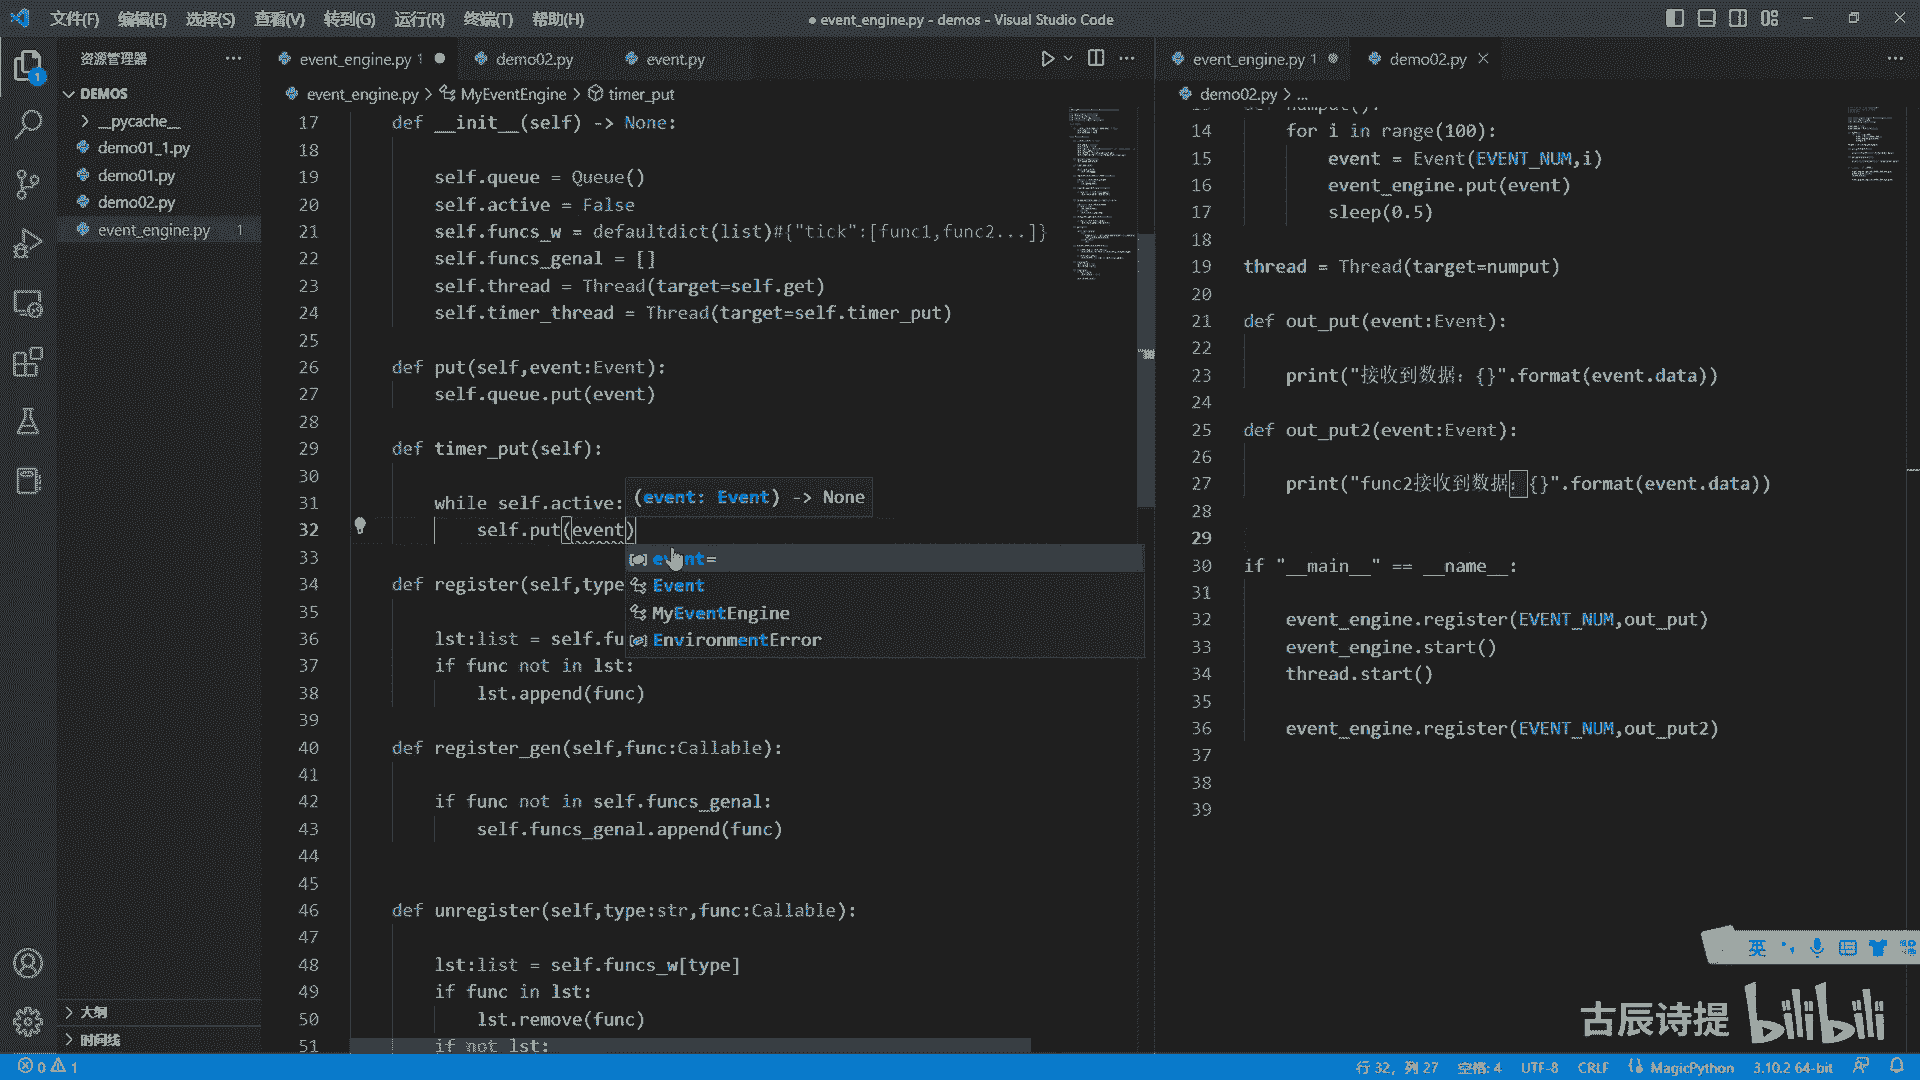 文件(F) 编辑(E) 选择(S) 查看(V) 转到(G) 运行(R) 终端(T) 帮助(H)
● event_engine.py - demos - Visual Studio Code
资源管理器
1
DEMOS
__pycache__
demo01_1.py
demo01.py
demo02.py
event_engine.py 1
大纲
时间线
event_engine.py 1
demo02.py
event.py
event_engine.py > MyEventEngine > timer_put
17 def __init__(self) -> None:
18
19 self.queue = Queue()
20 self.active = False
21 self.funcs_w = defaultdict(list)#{"tick":[func1,func2...]}
22 self.funcs_genal = []
23 self.thread = Thread(target=self.get)
24 self.timer_thread = Thread(target=self.timer_put)
25
26 def put(self,event:Event):
27 self.queue.put(event)
28
29 def timer_put(self):
30
31 while self.active:
32 self.put(event)
33
34 def register(self,type
35
36 lst:list = self.fu
37 if func not in lst:
38 lst.append(func)
39
40 def register_gen(self,func:Callable):
41
42 if func not in self.funcs_genal:
43 self.funcs_genal.append(func)
44
45
46 def unregister(self,type:str,func:Callable):
47
48 lst:list = self.funcs_w[type]
49 if func in lst:
50 lst.remove(func)
51 if not lst:
(event: Event) -> None
event=
Event
MyEventEngine
EnvironmentError
event_engine.py 1
demo02.py
demo02.py > ...
14 for i in range(100):
15 event = Event(EVENT_NUM,i)
16 event_engine.put(event)
17 sleep(0.5)
18
19 thread = Thread(target=numput)
20
21 def out_put(event:Event):
22
23 print("接收到数据：{}".format(event.data))
24
25 def out_put2(event:Event):
26
27 print("func2接收到数据：{}".format(event.data))
28
29
30 if "__main__" == __name__:
31
32 event_engine.register(EVENT_NUM,out_put)
33 event_engine.start()
34 thread.start()
35
36 event_engine.register(EVENT_NUM,out_put2)
37
38
39
英
古辰诗提 bilibili
0 1
行 32，列 27 空格: 4 UTF-8 CRLF MagicPython 3.10.2 64-bit